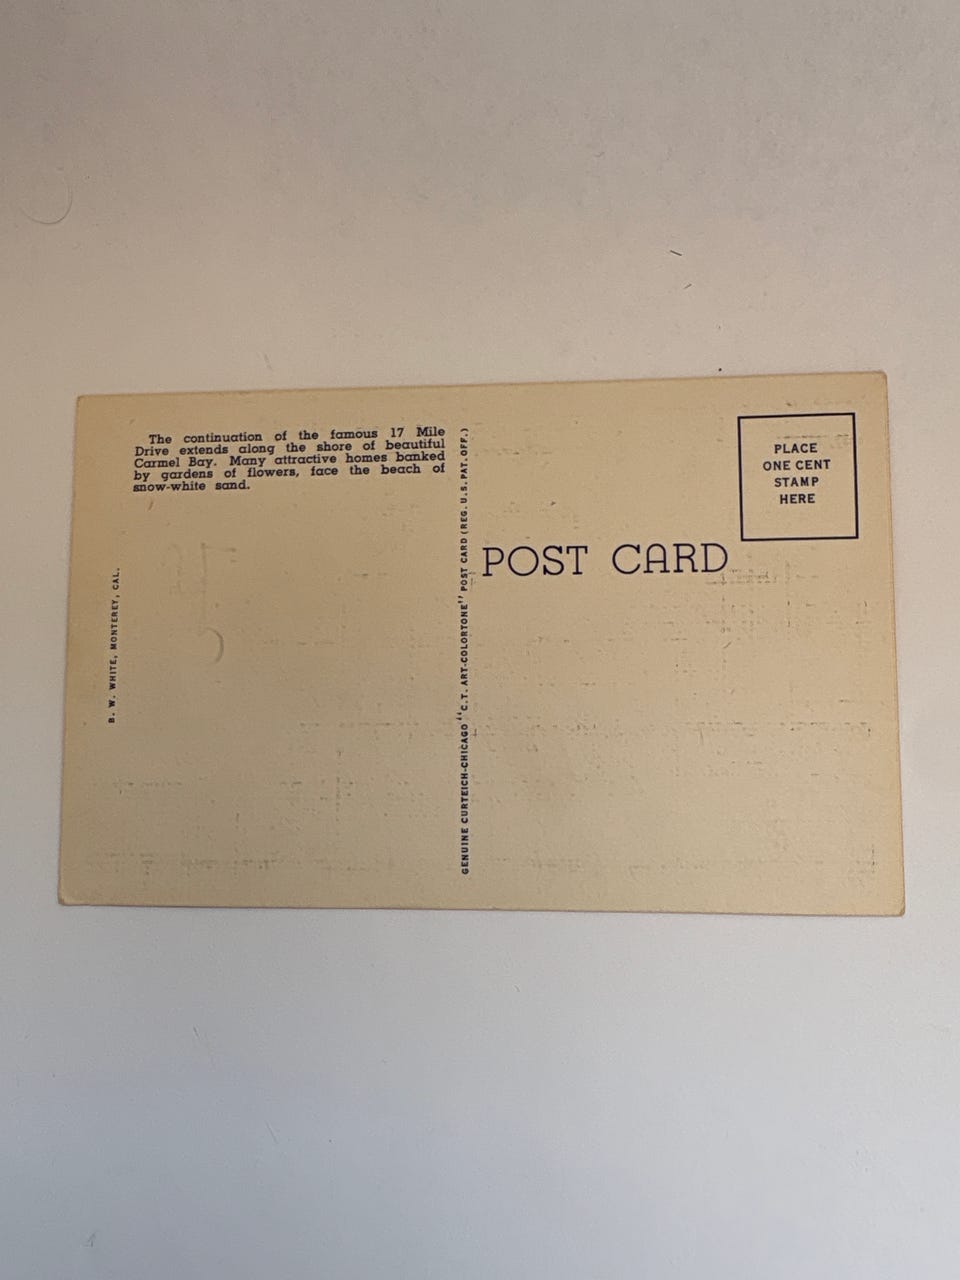 The continuation of the famous 17 Mile
Drive extends along the shore of beautiful
Carmel Bay. Many attractive homes banked
by gardens of flowers, face the beach of
snow-white sand.
B. W. WHITE, MONTEREY, CAL.
GENUINE CURTEICH-CHICAGO "C.T. ART-COLORTONE" POST CARD (REG. U.S. PAT. OFF.)
POST CARD
PLACE
ONE CENT
STAMP
HERE